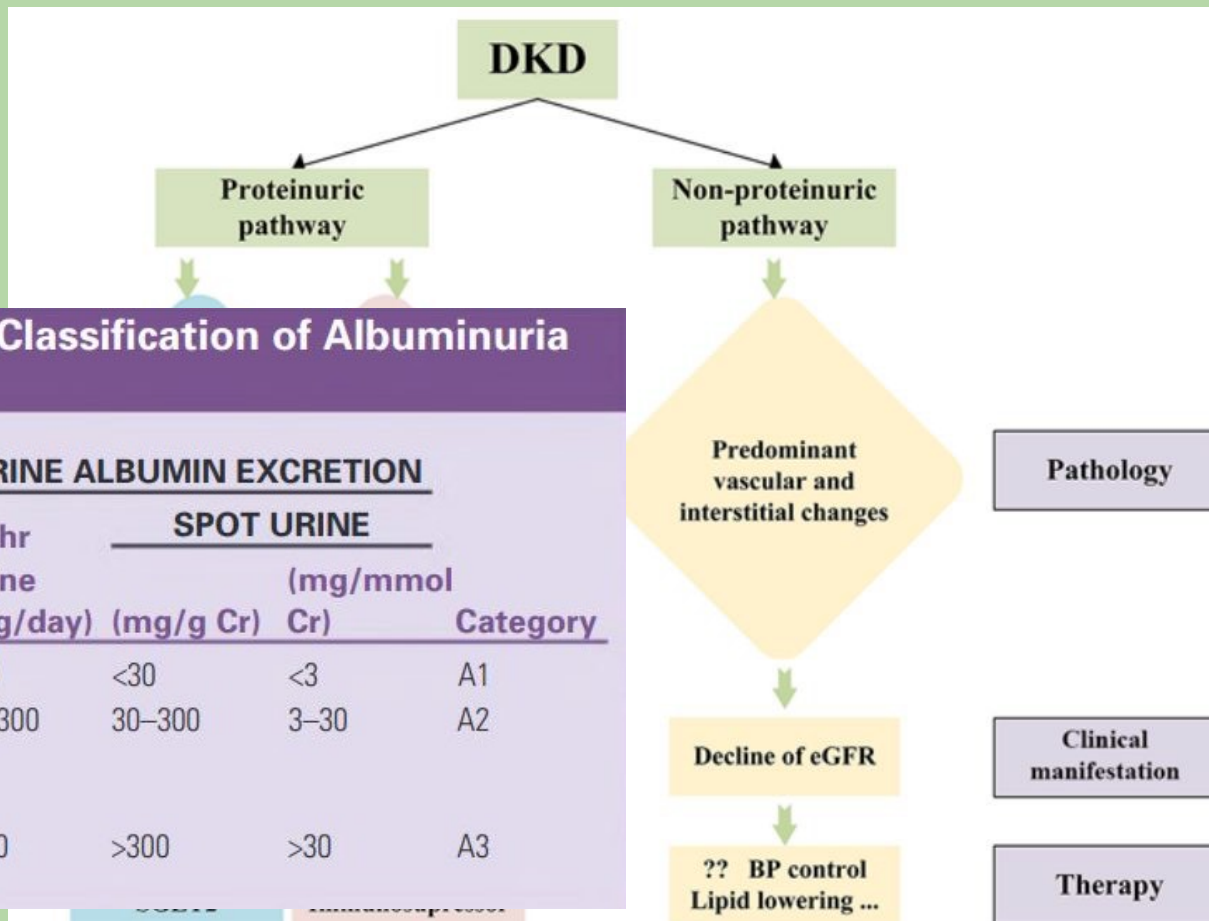 DKD
Proteinuric
pathway
Non-proteinuric
pathway
Classification of Albuminuria
RINE ALBUMIN EXCRETION
hr
SPOT URINE
ne
(mg/mmol
g/day)
(mg/g Cr)
Cr)
Category
<30
<3
A1
300
30–300
3–30
A2
0
>300
>30
A3
Predominant
vascular and
interstitial changes
Pathology
Decline of eGFR
Clinical
manifestation
?? BP control
Lipid lowering ...
Therapy